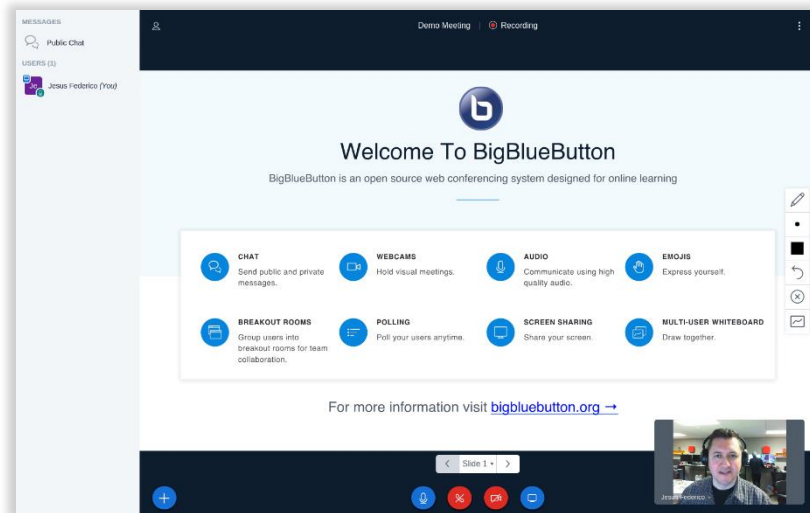 MESSAGES
Public Chat
USERS (1)
Je
Jesus Federico (You)
Demo Meeting
Recording
b
Welcome To BigBlueButton
BigBlueButton is an open source web conferencing system designed for online learning
CHAT
Send public and private
messages.
WEBCAMS
Hold visual meetings.
AUDIO
Communicate using high
quality audio.
EMOJIS
Express yourself.
BREAKOUT ROOMS
Group users into
breakout rooms for team
collaboration.
POLLING
Poll your users anytime.
SCREEN SHARING
Share your screen.
MULTI-USER WHITEBOARD
Draw together.
For more information visit bigbluebutton.org →
Slide 1
Jesus Federico